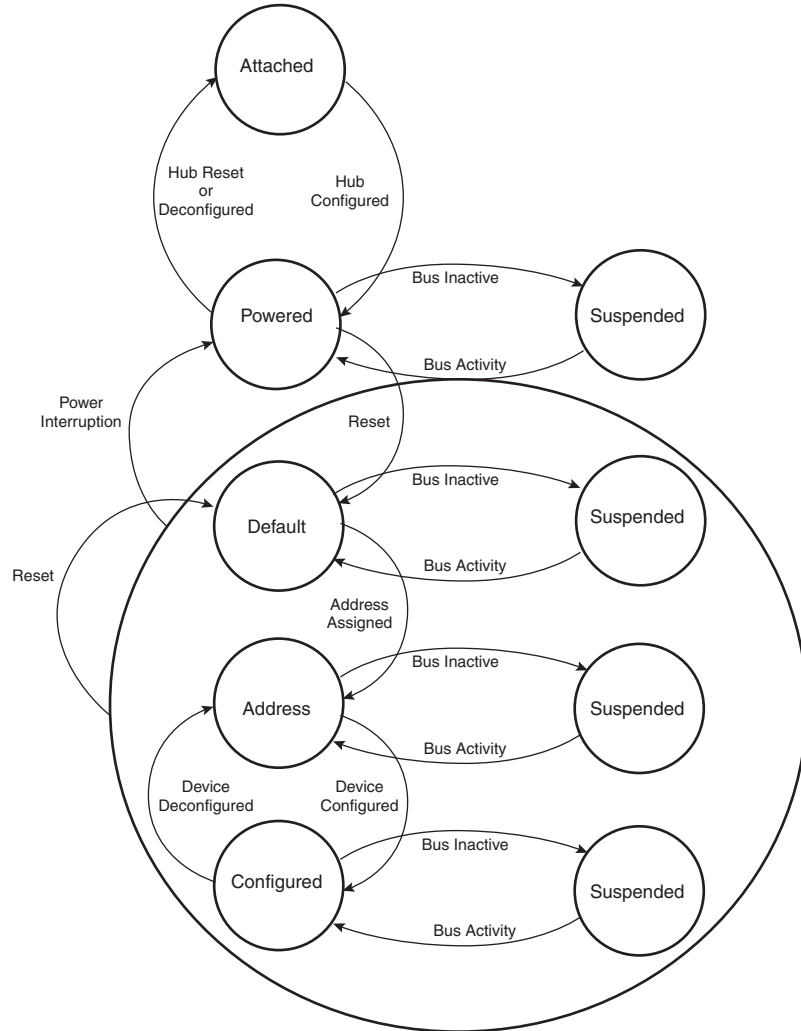 Attached
Hub Reset
or
Deconfigured
Hub
Configured
Powered
Bus Inactive
Suspended
Bus Activity
Power
Interruption
Reset
Default
Bus Inactive
Suspended
Bus Activity
Reset
Address
Assigned
Address
Bus Inactive
Suspended
Bus Activity
Device
Deconfigured
Device
Configured
Configured
Bus Inactive
Suspended
Bus Activity